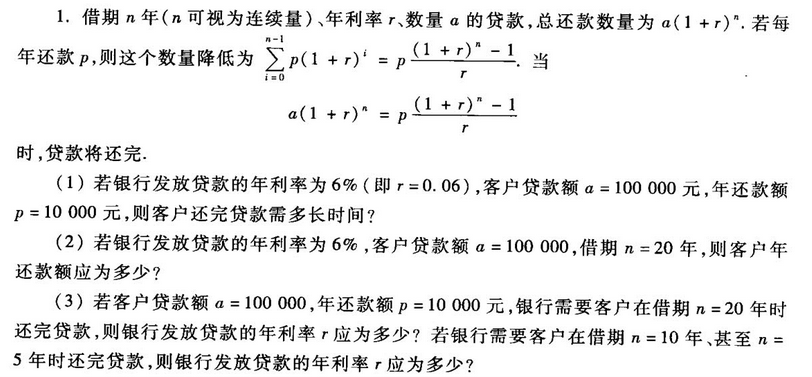 1. 借期 n 年(n 可视为连续量)、年利率 r、数量 a 的贷款,总还款数量为 a(1 + r)^n. 若每
年还款 p,则这个数量降低为 \sum_{i=0}^{n-1} p(1 + r)^i = p \frac{(1 + r)^n - 1}{r}. 当
a(1 + r)^n = p \frac{(1 + r)^n - 1}{r}
时,贷款将还完.
(1) 若银行发放贷款的年利率为 6%(即 r = 0.06),客户贷款额 a = 100 000 元,年还款额
p = 10 000 元,则客户还完贷款需多长时间?
(2) 若银行发放贷款的年利率为 6%,客户贷款额 a = 100 000,借期 n = 20 年,则客户年
还款额应为多少?
(3) 若客户贷款额 a = 100 000,年还款额 p = 10 000 元,银行需要客户在借期 n = 20 年时
还完贷款,则银行发放贷款的年利率 r 应为多少? 若银行需要客户在借期 n = 10 年、甚至 n =
5 年时还完贷款,则银行发放贷款的年利率 r 应为多少?